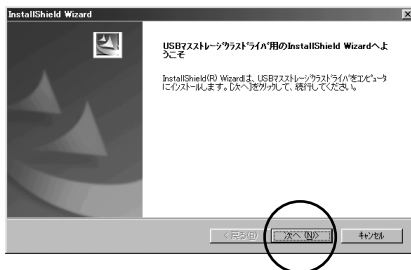 InstallShield Wizard
USBマスストレージクラスドライバ用のInstallShield Wizardへよ
うこそ
InstallShield(R) Wizardは、USBマスストレージクラスドライバをコンピュータ
にインストールします。[次へ]をクリックして、続行してください。
< 戻る(B)
次へ (N)>
キャンセル